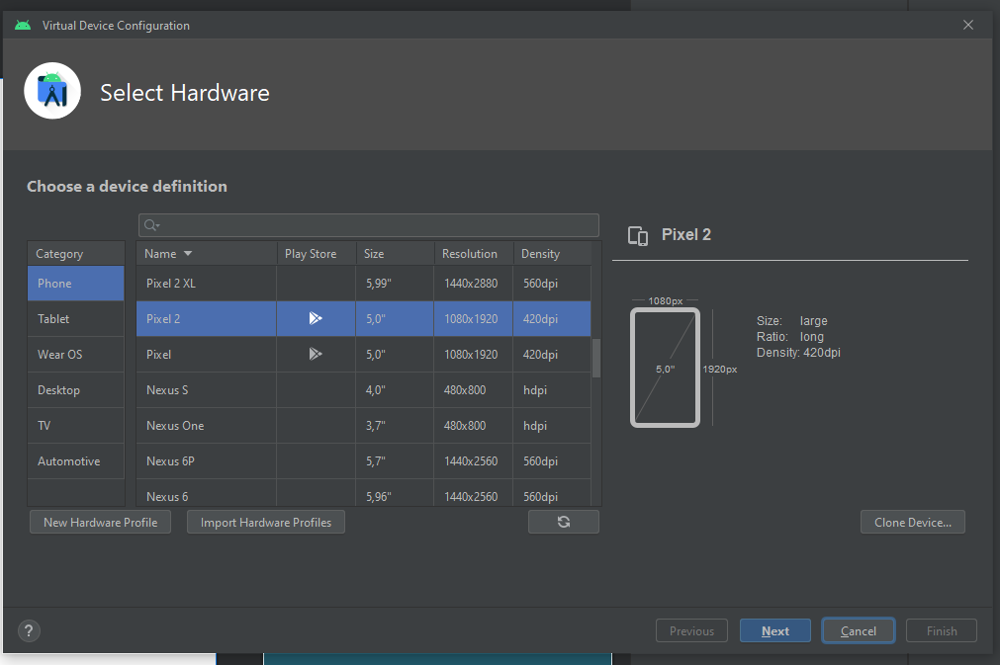 Virtual Device Configuration
Select Hardware
Choose a device definition
Category
Phone
Tablet
Wear OS
Desktop
TV
Automotive
Name Play Store Size Resolution Density
Pixel 2 XL 5,99" 1440x2880 560dpi
Pixel 2 5,0" 1080x1920 420dpi
Pixel 5,0" 1080x1920 420dpi
Nexus S 4,0" 480x800 hdpi
Nexus One 3,7" 480x800 hdpi
Nexus 6P 5,7" 1440x2560 560dpi
Nexus 6 5,96" 1440x2560 560dpi
New Hardware Profile Import Hardware Profiles
Pixel 2
1080px
5,0"
1920px
Size: large
Ratio: long
Density: 420dpi
Clone Device...
? Previous Next Cancel Finish